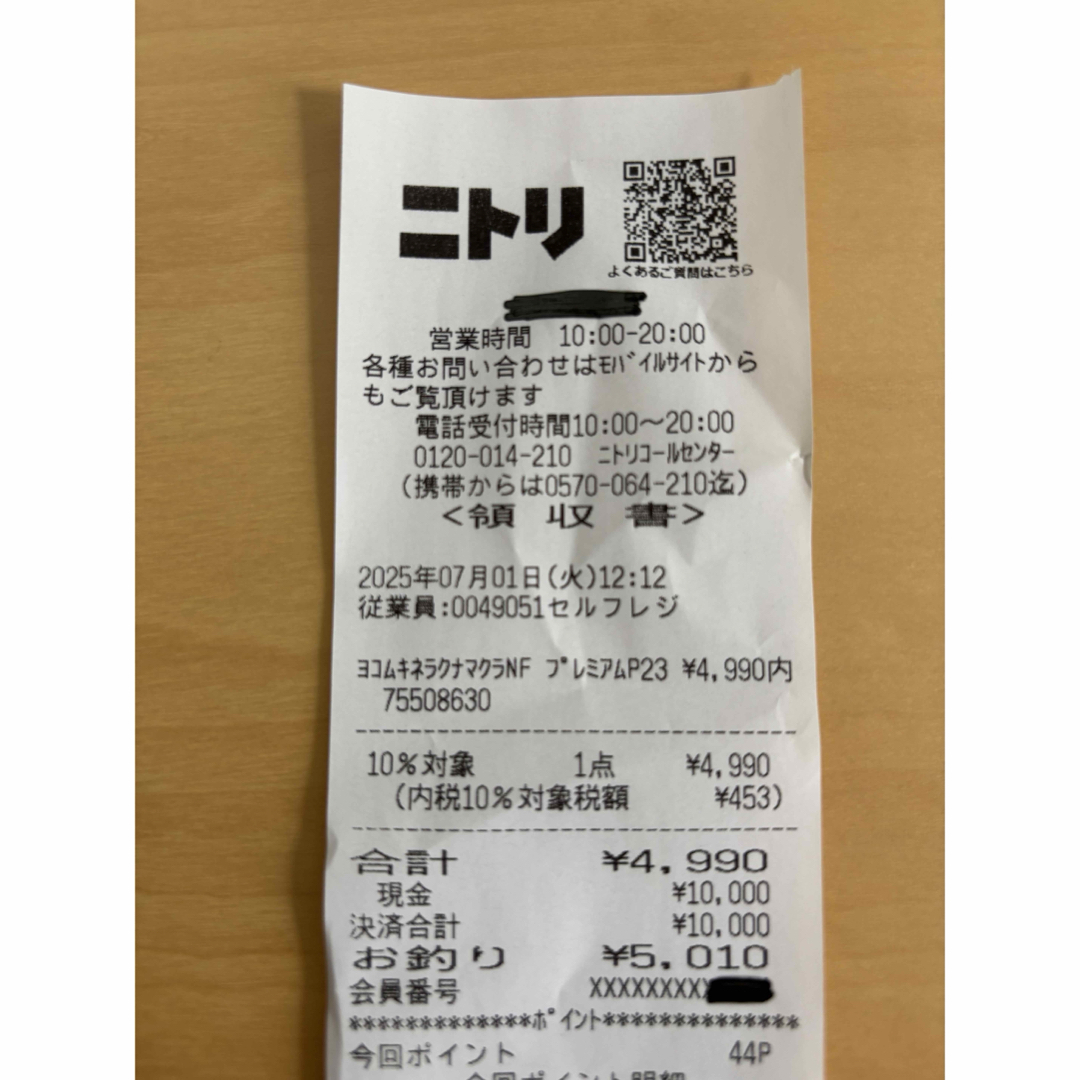 ニトリ
よくあるご質問はこちら
営業時間 10:00-20:00
各種お問い合わせはﾓﾊﾞｲﾙｻｲﾄから
もご覧頂けます
電話受付時間10:00～20:00
0120-014-210 ﾆﾄﾘｺｰﾙｾﾝﾀｰ
(携帯からは0570-064-210迄)
<領 収 書>
2025年07月01日(火)12:12
従業員:0049051セルフレジ
ﾖｺﾑｷﾈﾗｸﾅﾏｸﾗNF ﾌﾟﾚﾐｱﾑP23 ¥4,990内
75508630
10%対象 1点 ¥4,990
(内税10%対象税額 ¥453)
合計 ¥4,990
現金 ¥10,000
決済合計 ¥10,000
お釣り ¥5,010
会員番号 XXXXXXXXX
*************ﾎﾟｲﾝﾄ**************
今回ポイント 44P
今回ポイント明細